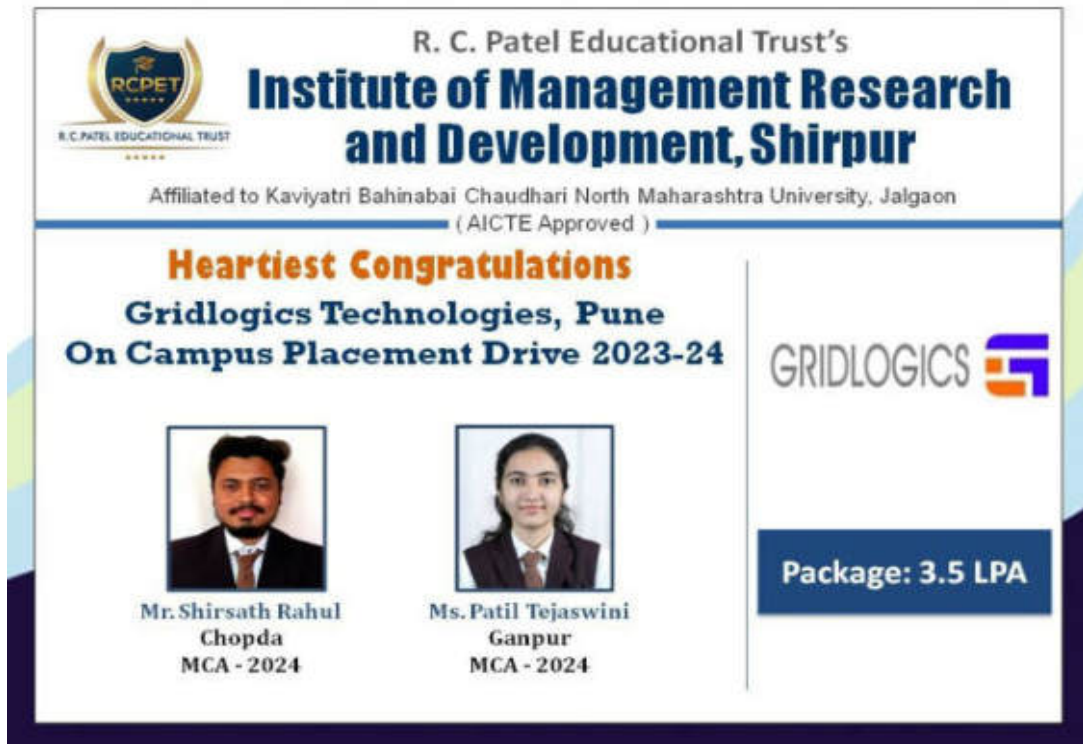 R. C. Patel Educational Trust's
Institute of Management Research
and Development, Shirpur
RCPET
R.C.PATEL EDUCATIONAL TRUST
Affiliated to Kaviyatri Bahinabai Chaudhari North Maharashtra University, Jalgaon
( AICTE Approved )
Heartiest Congratulations
Gridlogics Technologies, Pune
On Campus Placement Drive 2023-24
GRIDLOGICS
Mr. Shirsath Rahul
Chopda
MCA - 2024
Ms. Patil Tejaswini
Ganpur
MCA - 2024
Package: 3.5 LPA